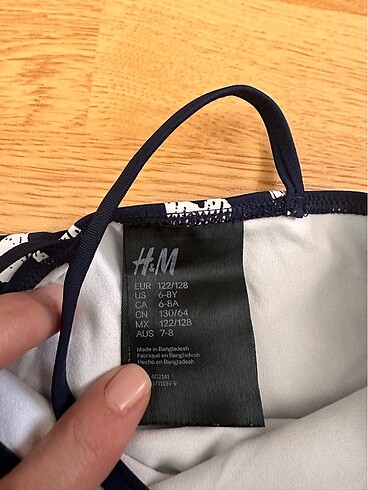 H&M
EUR 122/128
US 6-8Y
CA 6-8A
CN 130/64
MX 122/128
AUS 7-8
Made in Bangladesh
Fabriqué en Bangladesh
Hecho en Bangladesh
402141